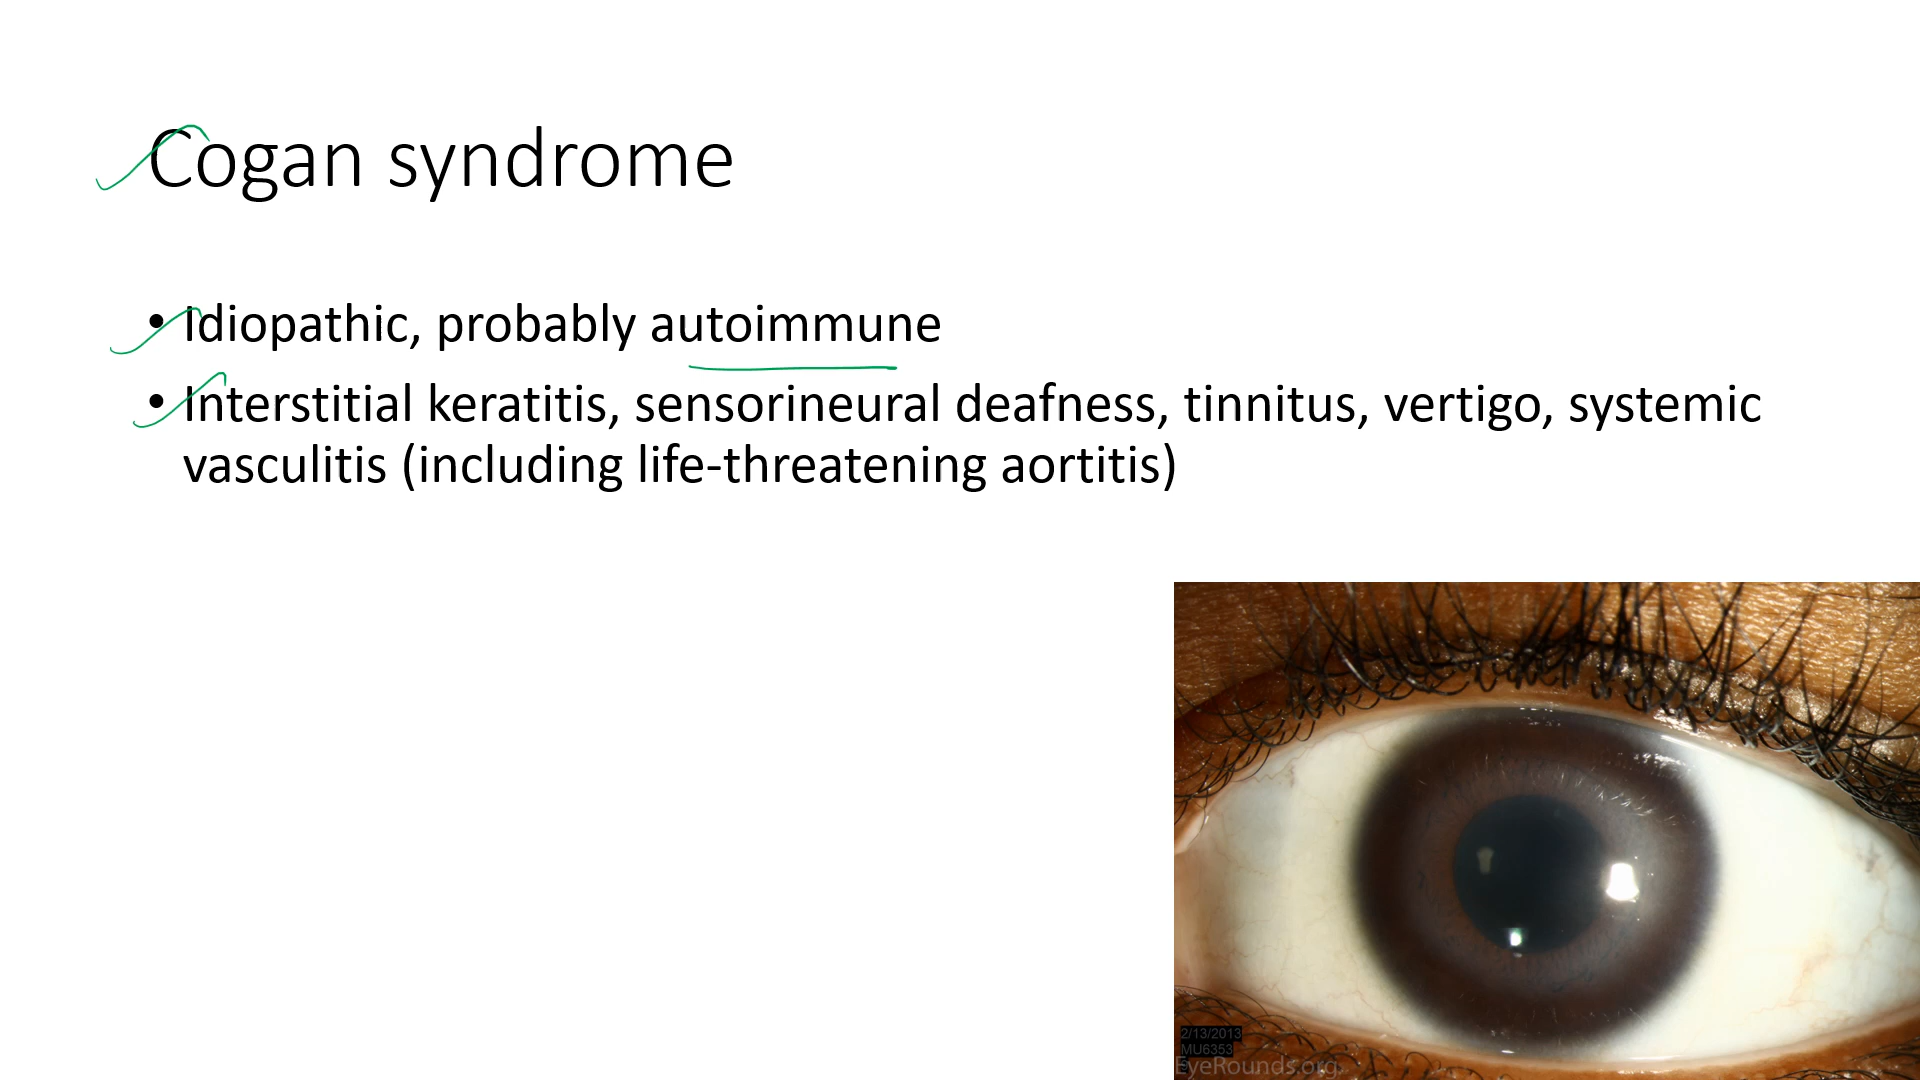 Cogan syndrome
• Idiopathic, probably autoimmune
• Interstitial keratitis, sensorineural deafness, tinnitus, vertigo, systemic
vasculitis (including life-threatening aortitis)
2/13/2013
MU6353
EyeRounds.org